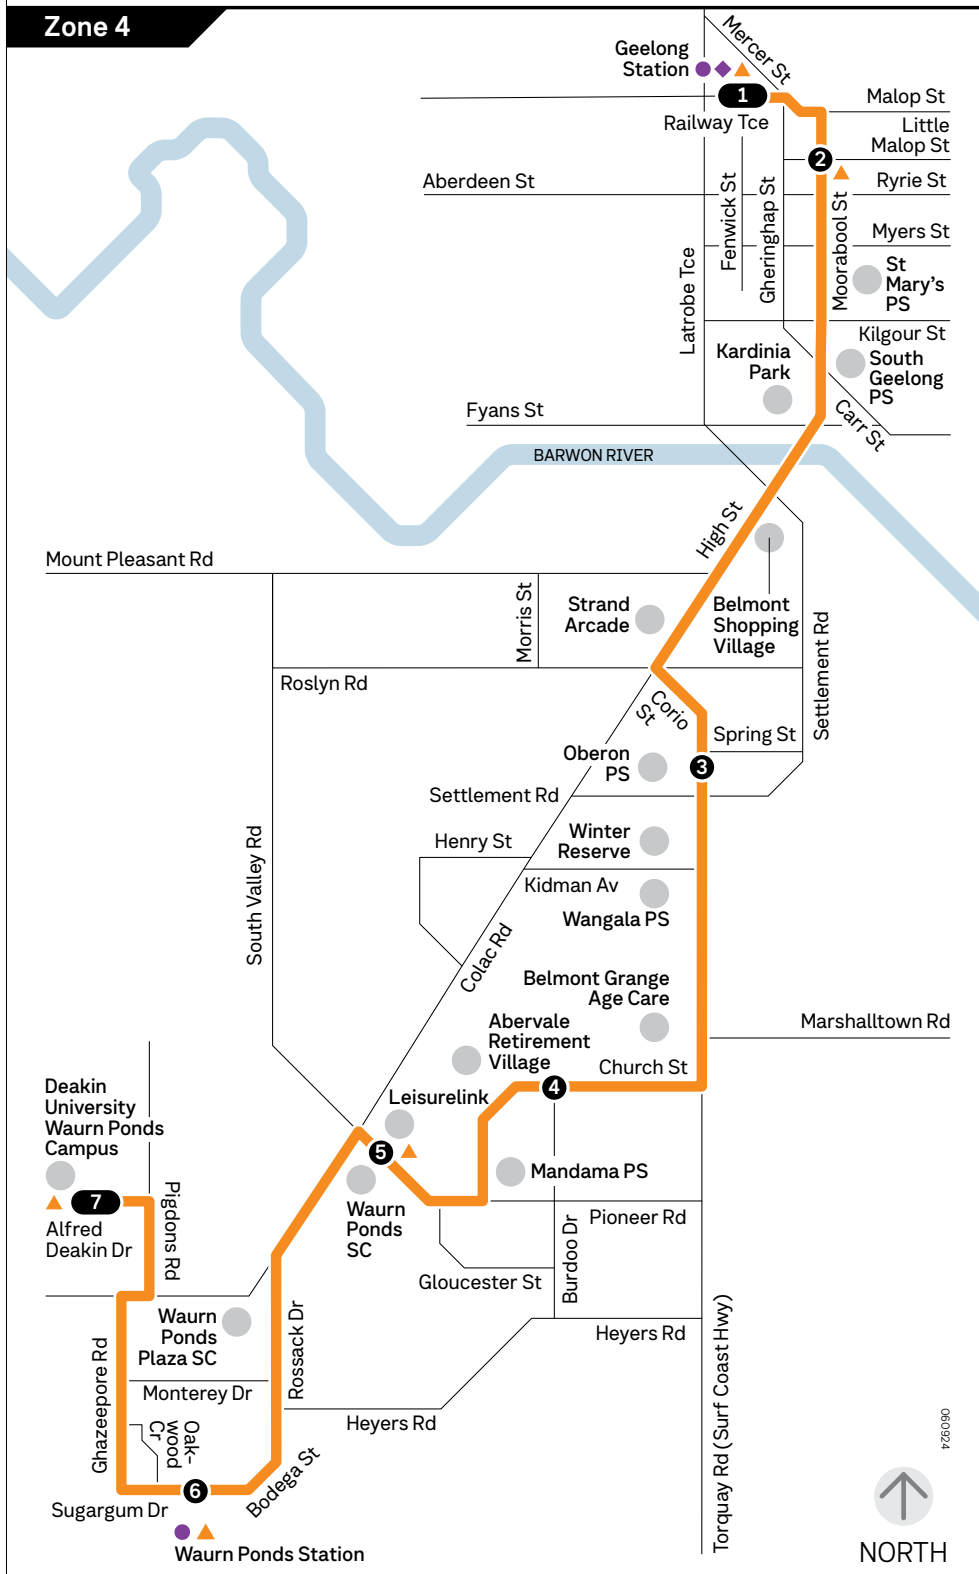 Zone 4
Mercer St
Geelong
Station
1
Malop St
Railway Tce
Little
Malop St
2
Aberdeen St
Ryrie St
Fenwick St
Gheringhap St
Moorabool St
Myers St
Latrobe Tce
St
Mary's
PS
Kilgour St
Kardinia
Park
South
Geelong
PS
Fyans St
Carr St
BARWON RIVER
High St
Mount Pleasant Rd
Morris St
Strand
Arcade
Belmont
Shopping
Village
Settlement Rd
Roslyn Rd
Corio
St
Spring St
Oberon
PS
3
Settlement Rd
South Valley Rd
Henry St
Winter
Reserve
Kidman Av
Wangala PS
Colac Rd
Belmont Grange
Age Care
Abervale
Retirement
Village
Marshalltown Rd
Church St
4
Deakin
University
Waurn Ponds
Campus
Leisurelink
5
Mandama PS
7
Pigdons Rd
Alfred
Deakin Dr
Waurn
Ponds
SC
Pioneer Rd
Burdoo Dr
Gloucester St
Waurn
Ponds
Plaza SC
Rossack Dr
Heyers Rd
Torquay Rd (Surf Coast Hwy)
Ghazeepore Rd
Monterey Dr
Heyers Rd
Oak-
wood
Cr
Bodega St
6
Sugargum Dr
Waurn Ponds Station
060924
NORTH